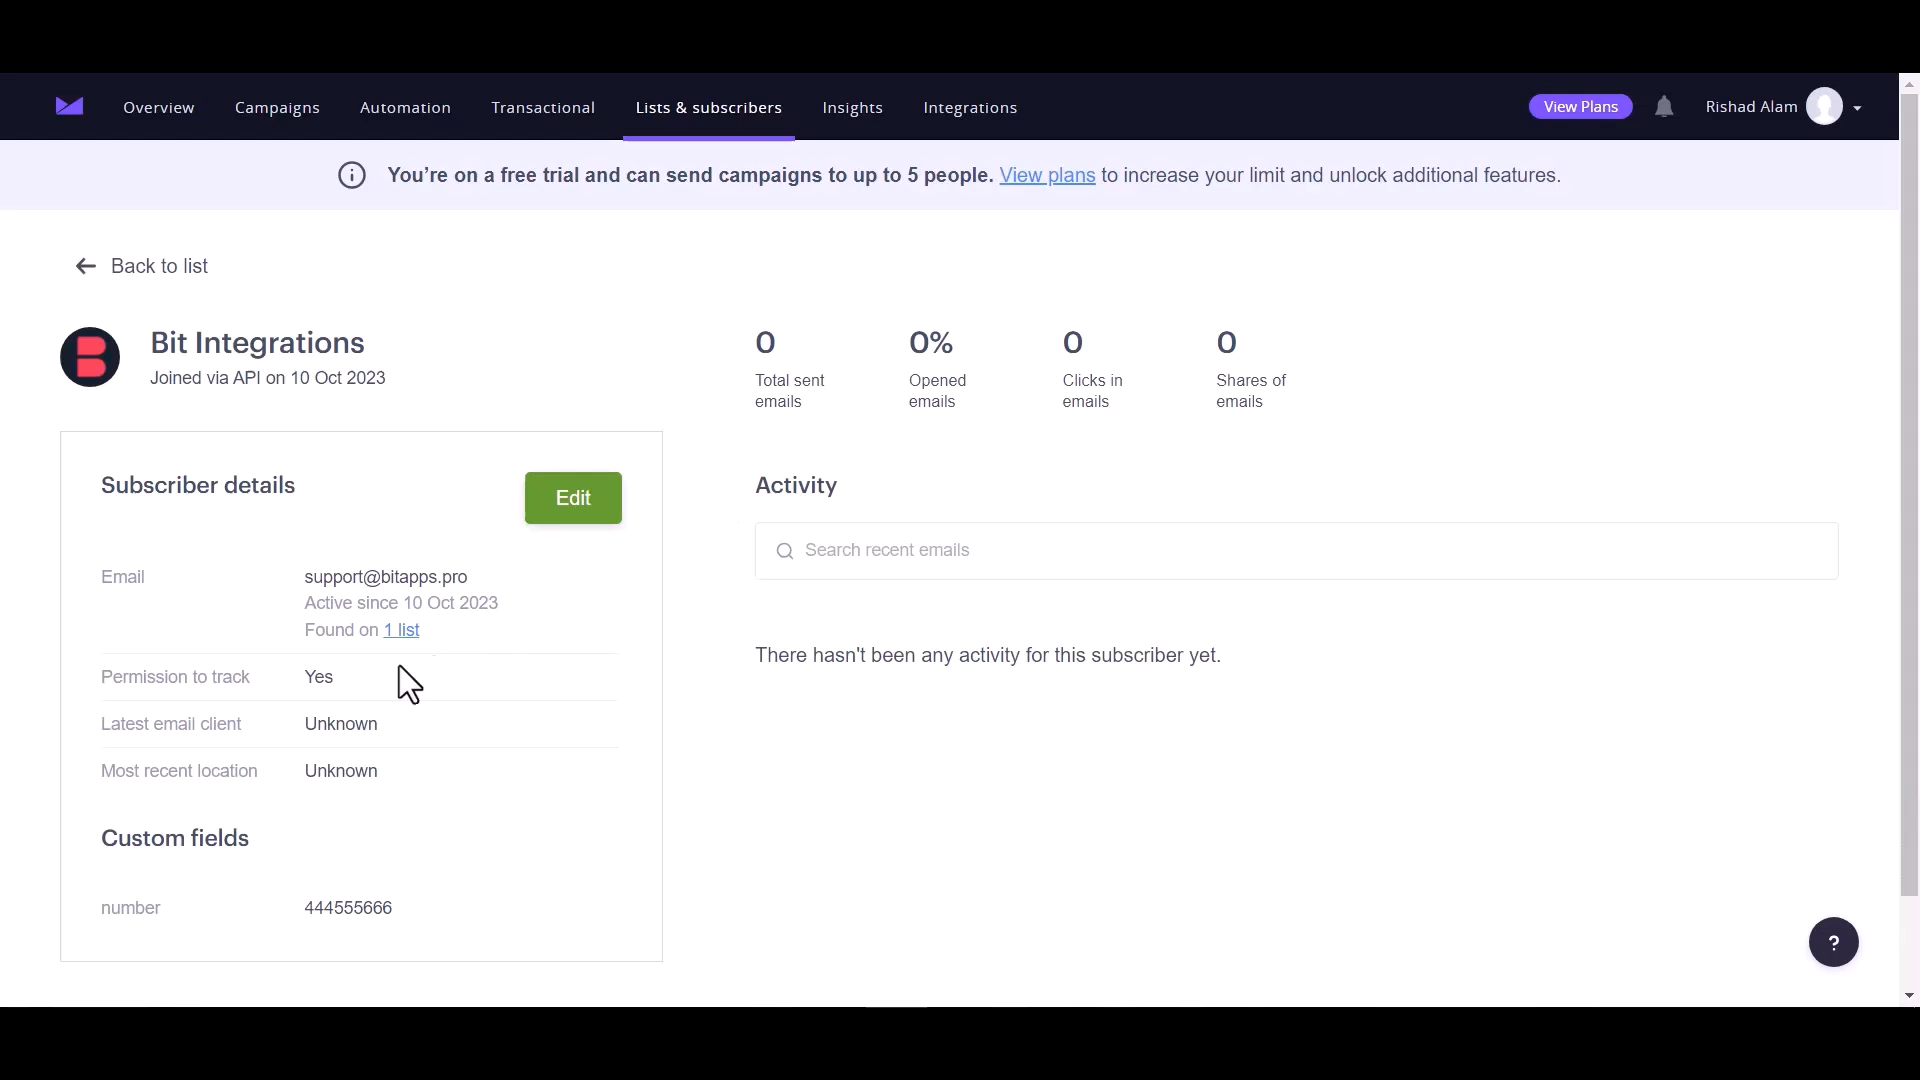 Overview Campaigns Automation Transactional Lists & subscribers Insights Integrations View Plans Rishad Alam
You're on a free trial and can send campaigns to up to 5 people. View plans to increase your limit and unlock additional features.
Back to list
Bit Integrations
Joined via API on 10 Oct 2023
0 0% 0 0
Total sent Opened Clicks in Shares of
emails emails emails emails
Subscriber details
Edit
Email support@bitapps.pro
Active since 10 Oct 2023
Found on 1 list
Permission to track Yes
Latest email client Unknown
Most recent location Unknown
Custom fields
number 444555666
Activity
Search recent emails
There hasn't been any activity for this subscriber yet.
?